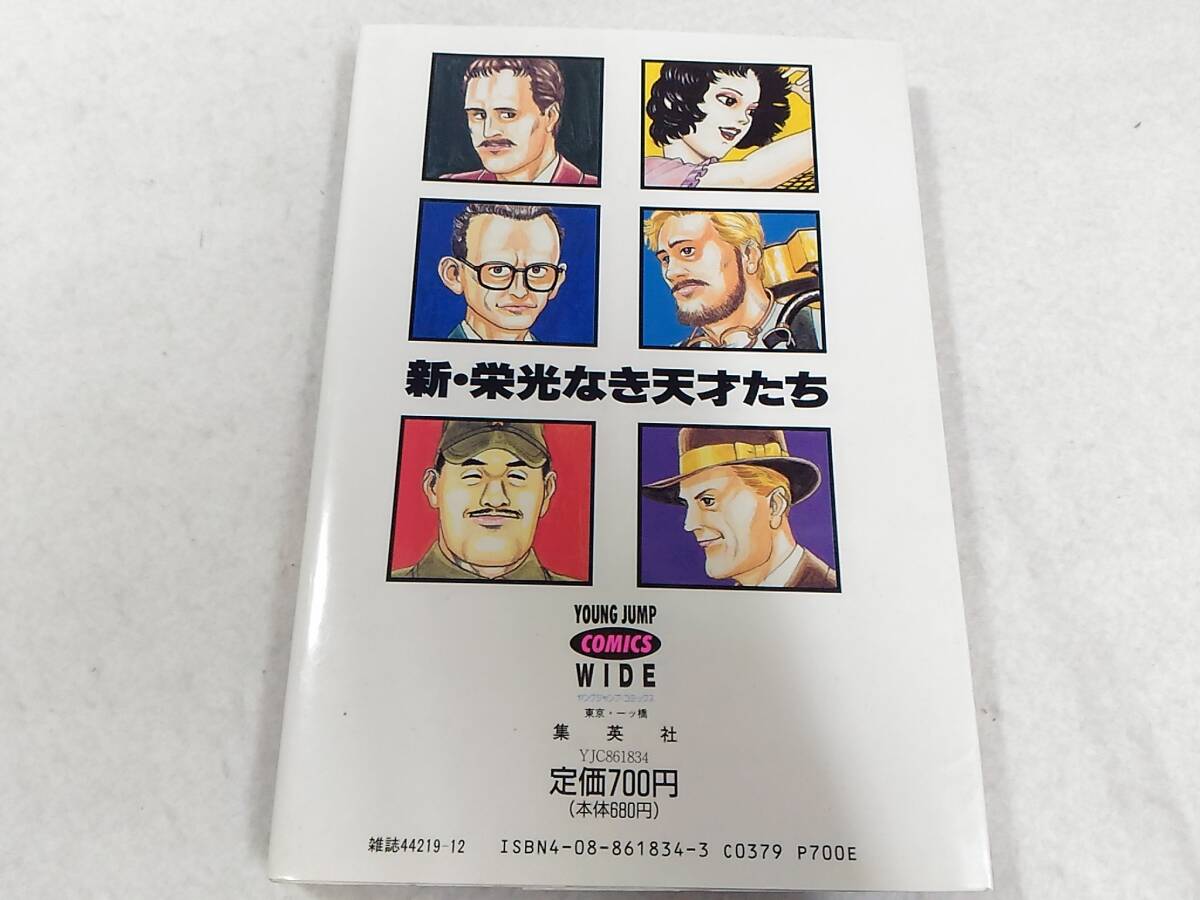 新・栄光なき天才たち
YOUNG JUMP
COMICS
WIDE
ヤングジャンプ・コミックス
東京・一ッ橋
集英社
YJC861834
定価700円
(本体680円)
雑誌44219-12 ISBN4-08-861834-3 C0379 P700E